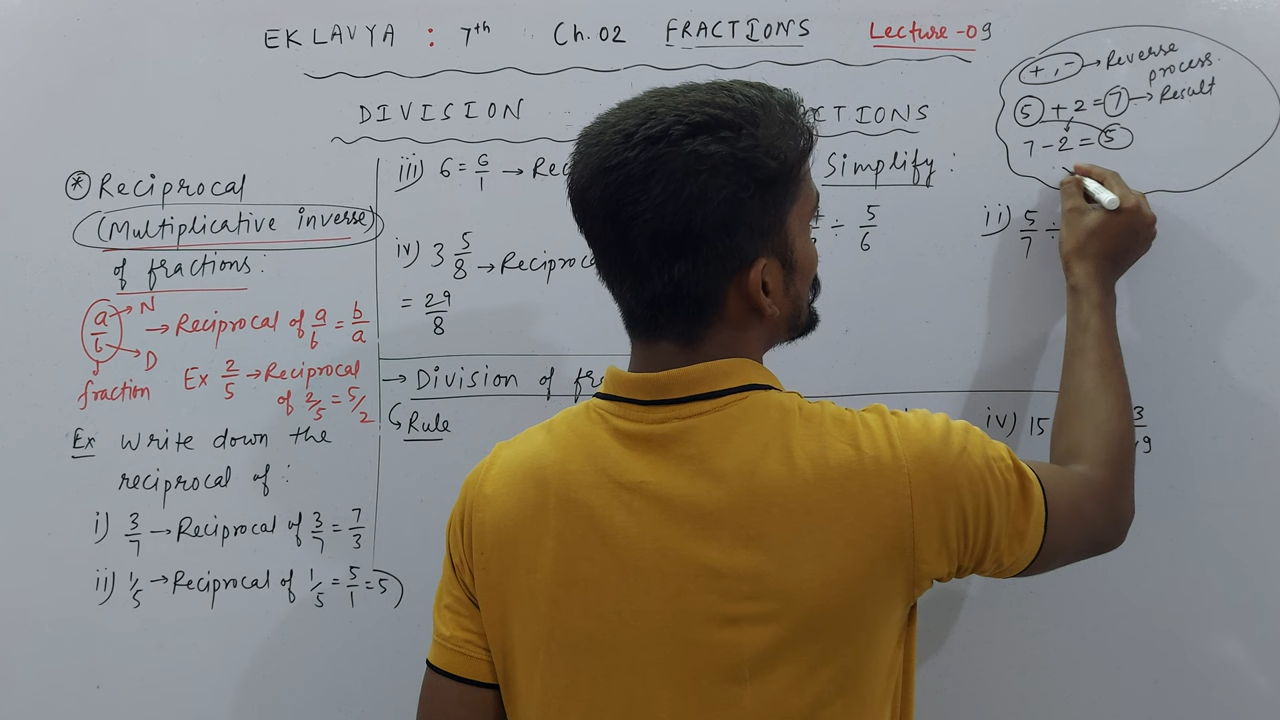 EKLAVYA : 7th Ch. 02 FRACTIONS Lecture -09
DIVISION CTIONS
⊛ Reciprocal
(Multiplicative inverse)
of fractions:
a/b → N
→ D
fraction
→ Reciprocal of a/b = b/a
Ex 2/5 → Reciprocal
of 2/5 = 5/2
Ex Write down the
reciprocal of :
i) 3/7 → Reciprocal of 3/7 = 7/3
ii) 1/5 → Reciprocal of 1/5 = 5/1 = 5)
iii) 6 = 6/1 → Rec
iv) 3 5/8 → Reciproca
= 29/8
→ Division of fra
↳ Rule
Simplify :
÷ 5/6
ii) 5/7 ÷
iv) 15
+, - → Reverse
process.
5 + 2 = 7 → Result
7 - 2 = 5